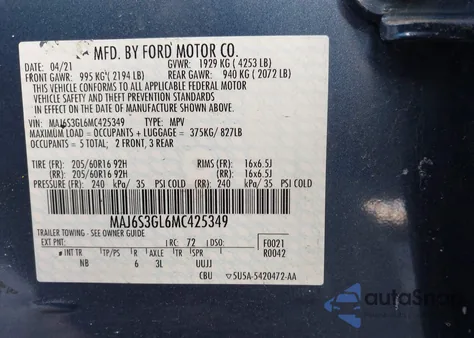 MFD. BY FORD MOTOR CO.
04/21 GVWR: 1929 KG ( 4253 LB)
FRONT GAWR: 995 KG ( 2194 LB) REAR GAWR: 940 KG ( 2072 LB)
THIS VEHICLE CONFORMS TO ALL APPLICABLE FEDERAL MOTOR
VEHICLE SAFETY AND THEFT PREVENTION STANDARDS
IN EFFECT ON THE DATE OF MANUFACTURE SHOWN ABOVE.
VIN: MAJ6S3GL6MC425349 TYPE: MPV
MAXIMUM LOAD = OCCUPANTS + LUGGAGE = 375KG/ 827LB
OCCUPANTS = 5 TOTAL: 2 FRONT, 3 REAR
TIRE (FR): 205/60R16 92H RIMS (FR): 16x6.5J
(RR): 205/60R16 92H (RR): 16x6.5J
PRESSURE (FR): 240 kPa/ 35 PSI COLD (RR): 240 kPa/ 35 PSI COLD
MAJ6S3GL6MC425349
TRAILER TOWING - SEE OWNER GUIDE
EXT PNT: RC: 72 DSO: F0021
INT TR TP/PS R AXLE TR SPR R0042
NB 6 3L UUJJ
CBU 5U5A-5420472-AA
autoSnap